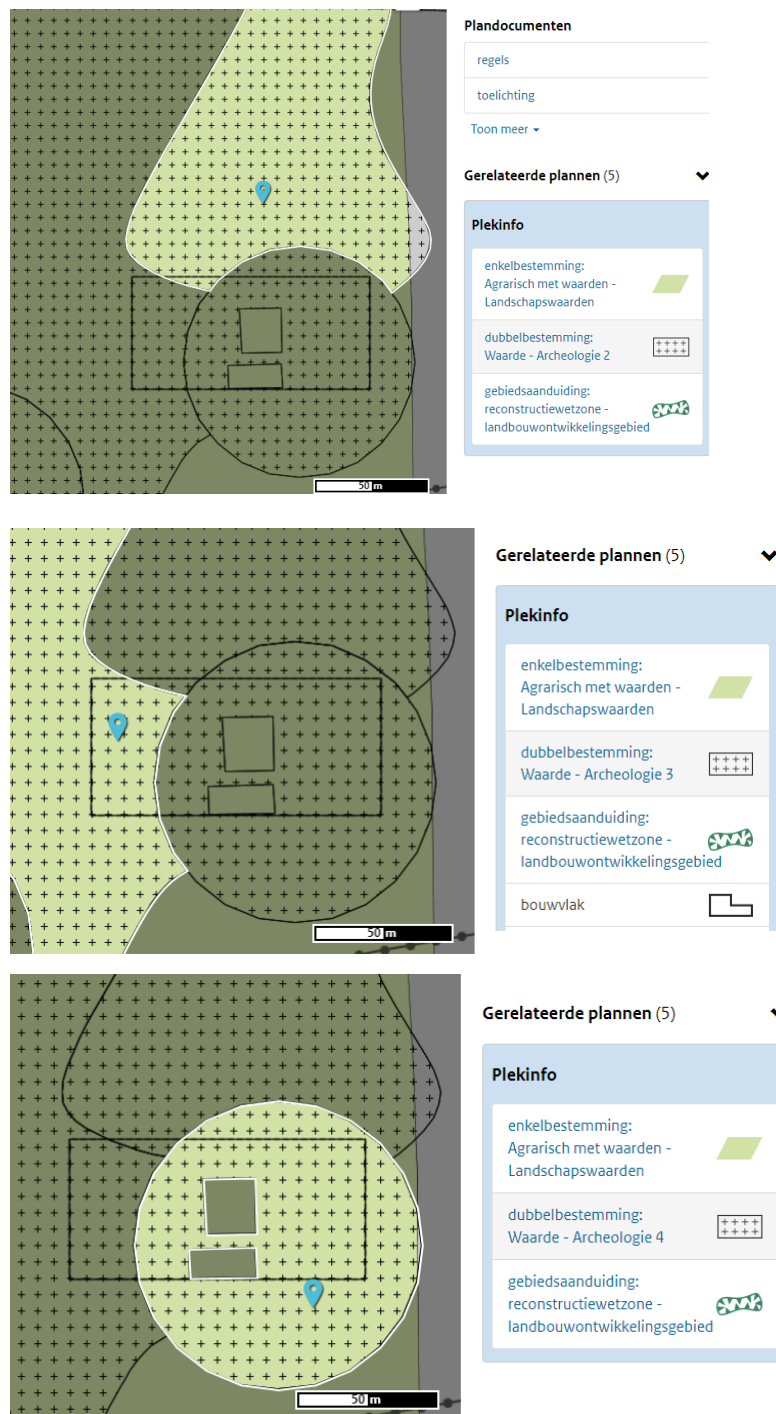 Plandocumenten
regels
toelichting
Toon meer
Gerelateerde plannen (5)
Plekinfo
enkelbestemming:
Agrarisch met waarden -
Landschapswaarden
dubbelbestemming:
Waarde - Archeologie 2
gebiedsaanduiding:
reconstructiewetzone -
landbouwontwikkelingsgebied
50 m
Gerelateerde plannen (5)
Plekinfo
enkelbestemming:
Agrarisch met waarden -
Landschapswaarden
dubbelbestemming:
Waarde - Archeologie 3
gebiedsaanduiding:
reconstructiewetzone -
landbouwontwikkelingsgebied
bouwvlak
50 m
Gerelateerde plannen (5)
Plekinfo
enkelbestemming:
Agrarisch met waarden -
Landschapswaarden
dubbelbestemming:
Waarde - Archeologie 4
gebiedsaanduiding:
reconstructiewetzone -
landbouwontwikkelingsgebied
50 m